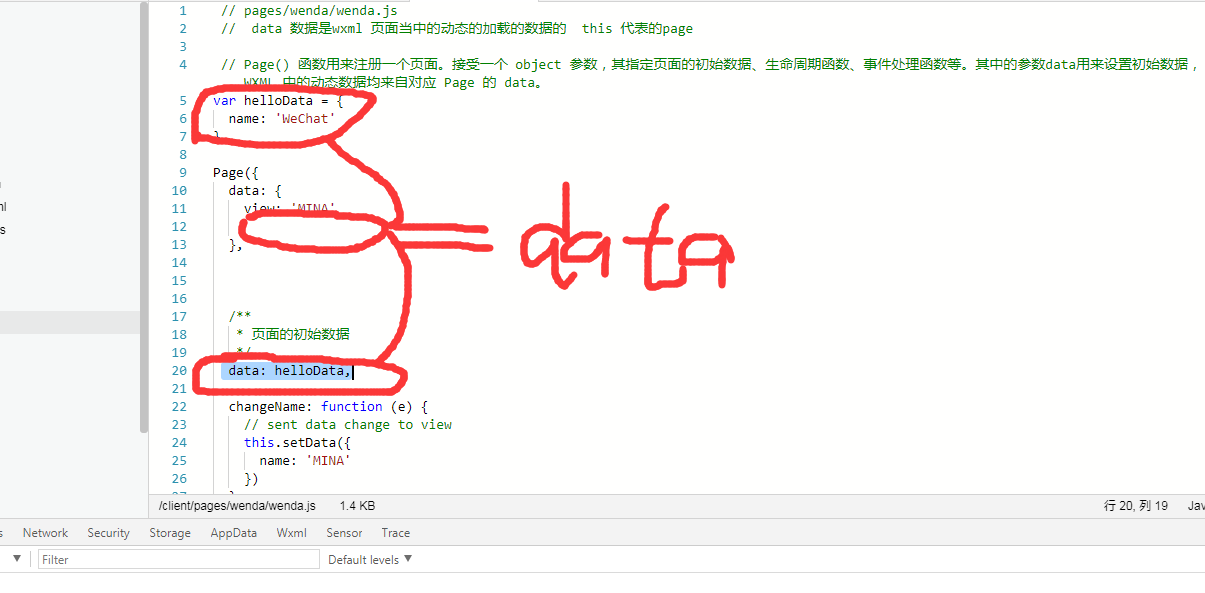 1 // pages/wenda/wenda.js
2 // data 数据是wxml 页面当中的动态的加载的数据的 this 代表的page
3
4 // Page() 函数用来注册一个页面。接受一个 object 参数，其指定页面的初始数据、生命周期函数、事件处理函数等。其中的参数data用来设置初始数据，
WXML 中的动态数据均来自对应 Page 的 data。
5 var helloData = {
6 name: 'WeChat'
7 }
8
9 Page({
10 data: {
11 view: 'MINA'
12
13 },
= data
14
15
16
17 /**
18 * 页面的初始数据
19 */
20 data: helloData,
21
22 changeName: function (e) {
23 // sent data change to view
24 this.setData({
25 name: 'MINA'
26 })
/client/pages/wenda/wenda.js 1.4 KB 行 20, 列 19
Network Security Storage AppData Wxml Sensor Trace
Filter Default levels